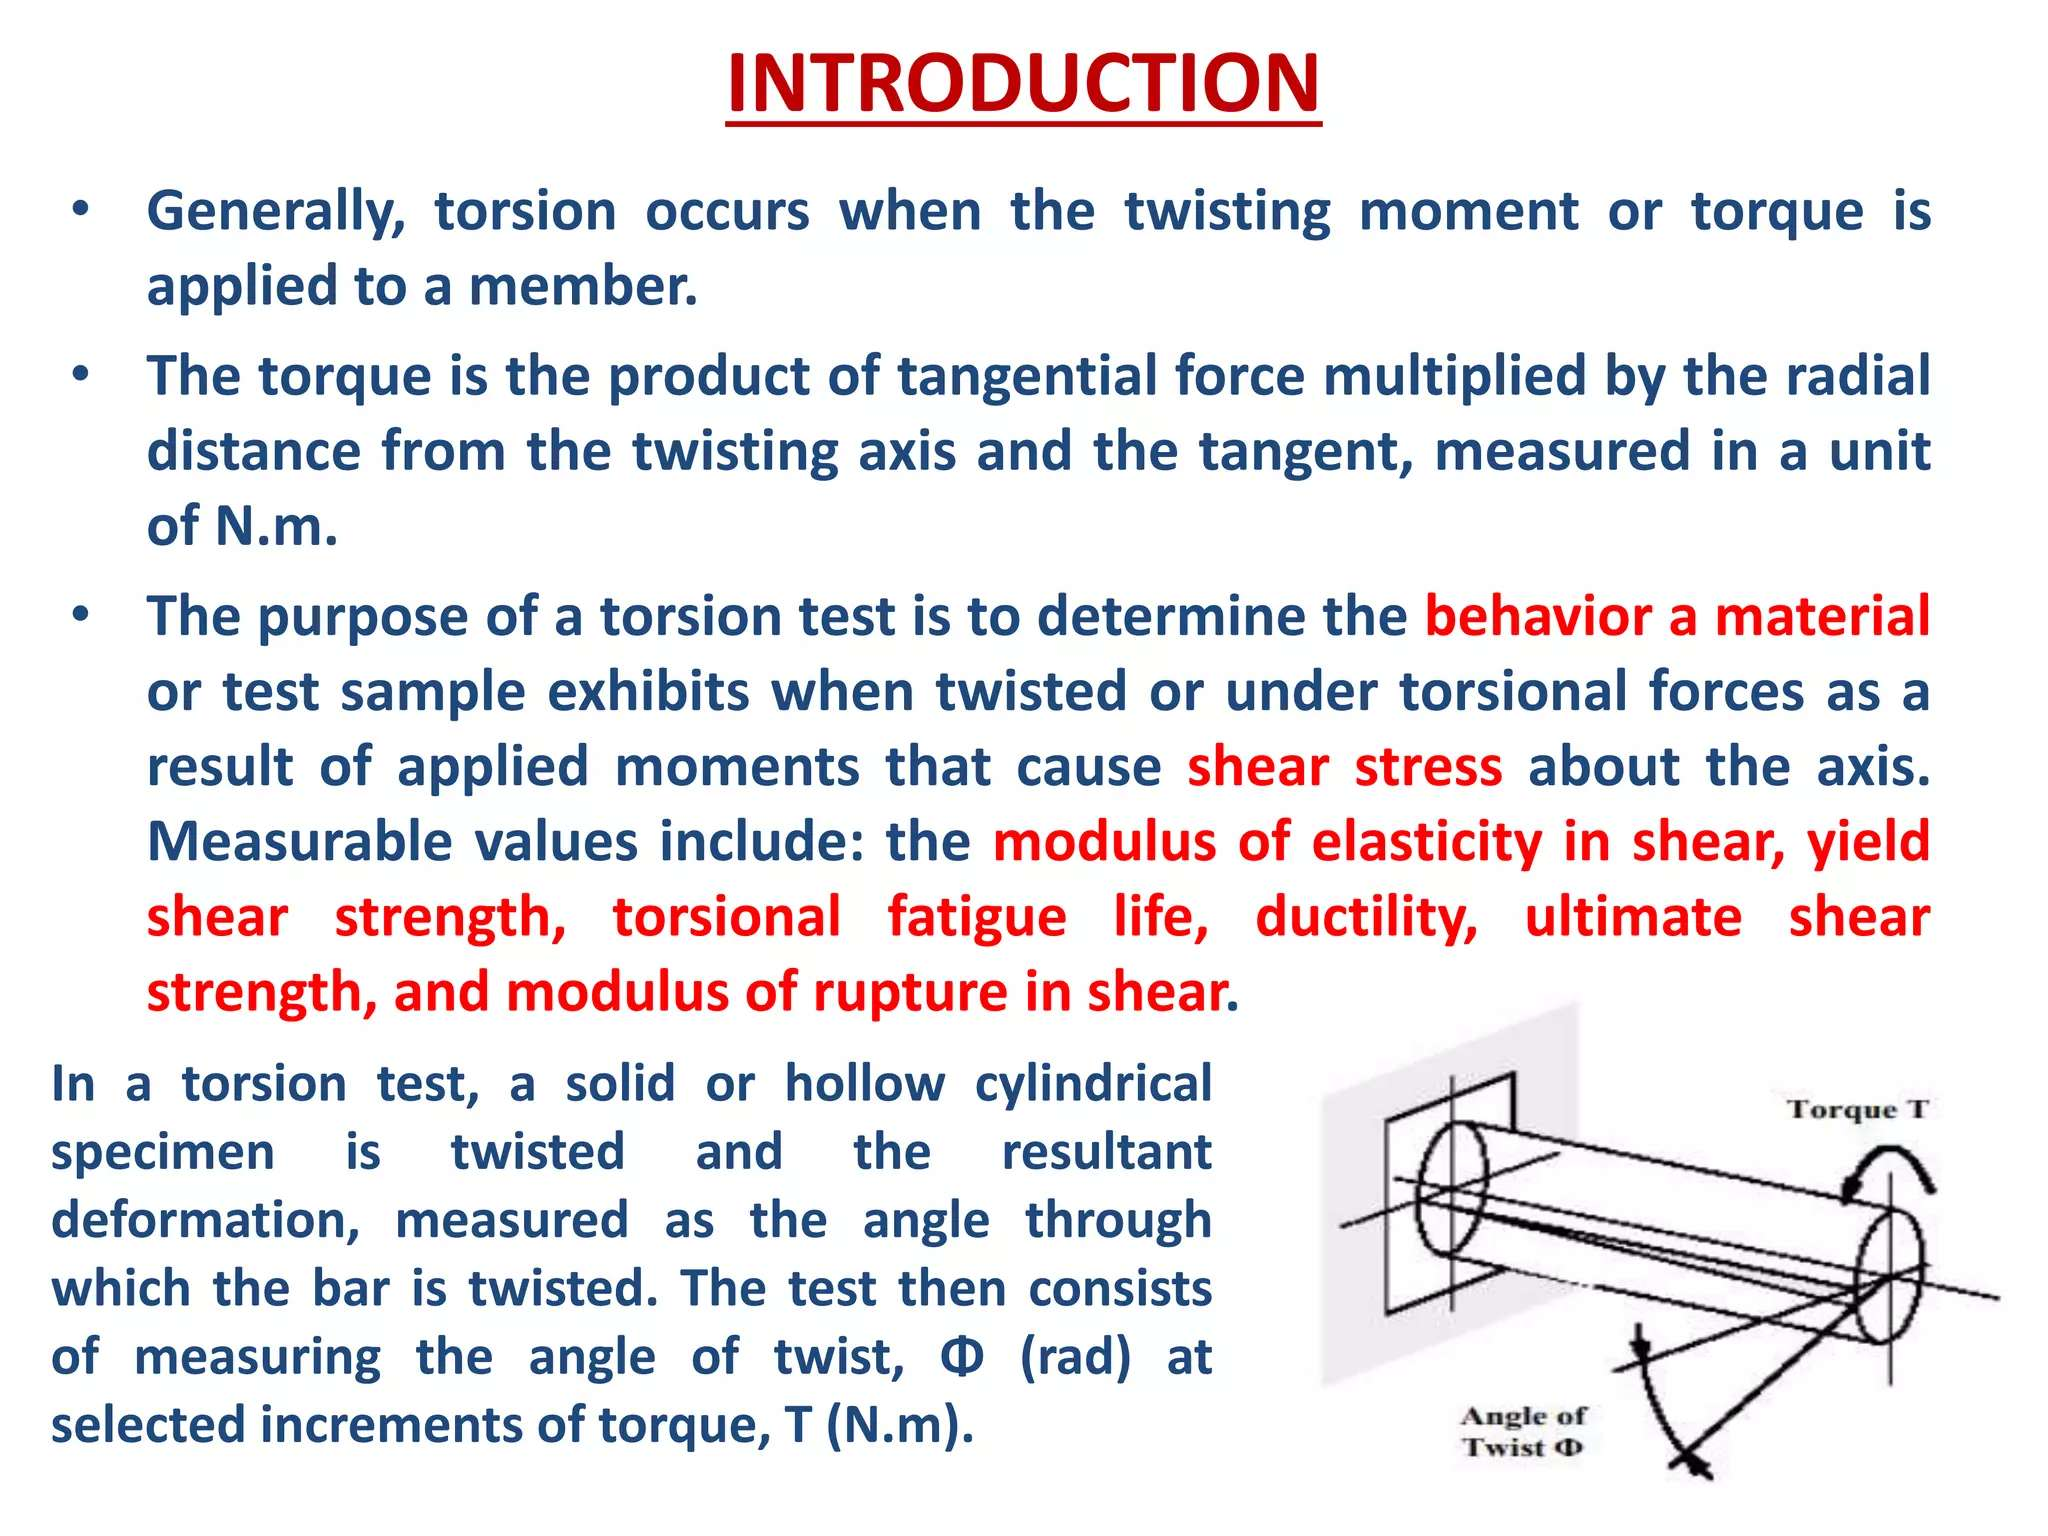 INTRODUCTION
• Generally, torsion occurs when the twisting moment or torque is
applied to a member.
• The torque is the product of tangential force multiplied by the radial
distance from the twisting axis and the tangent, measured in a unit
of N.m.
• The purpose of a torsion test is to determine the behavior a material
or test sample exhibits when twisted or under torsional forces as a
result of applied moments that cause shear stress about the axis.
Measurable values include: the modulus of elasticity in shear, yield
shear strength, torsional fatigue life, ductility, ultimate shear
strength, and modulus of rupture in shear.
In a torsion test, a solid or hollow cylindrical
specimen is twisted and the resultant
deformation, measured as the angle through
which the bar is twisted. The test then consists
of measuring the angle of twist, Φ (rad) at
selected increments of torque, T (N.m).
Torque T
Angle of
Twist Φ